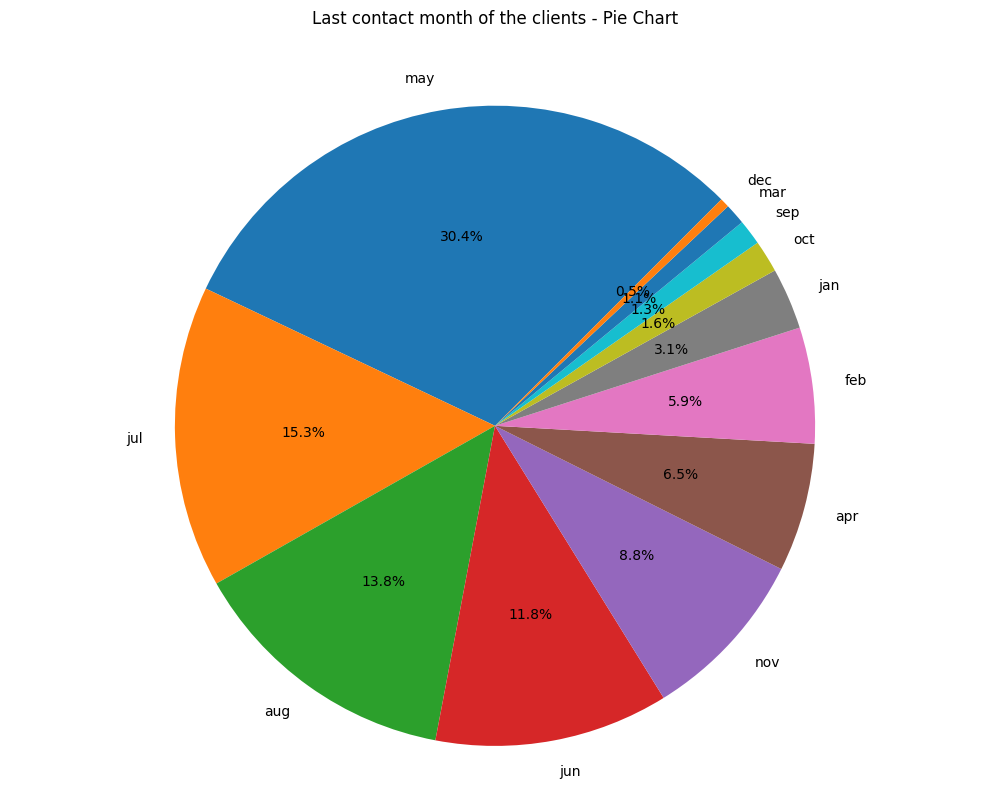 Last contact month of the clients - Pie Chart
may
dec
mar
sep
oct
jan
feb
apr
nov
jun
aug
jul
30.4%
0.5%
1.1%
1.3%
1.6%
3.1%
5.9%
6.5%
8.8%
11.8%
13.8%
15.3%